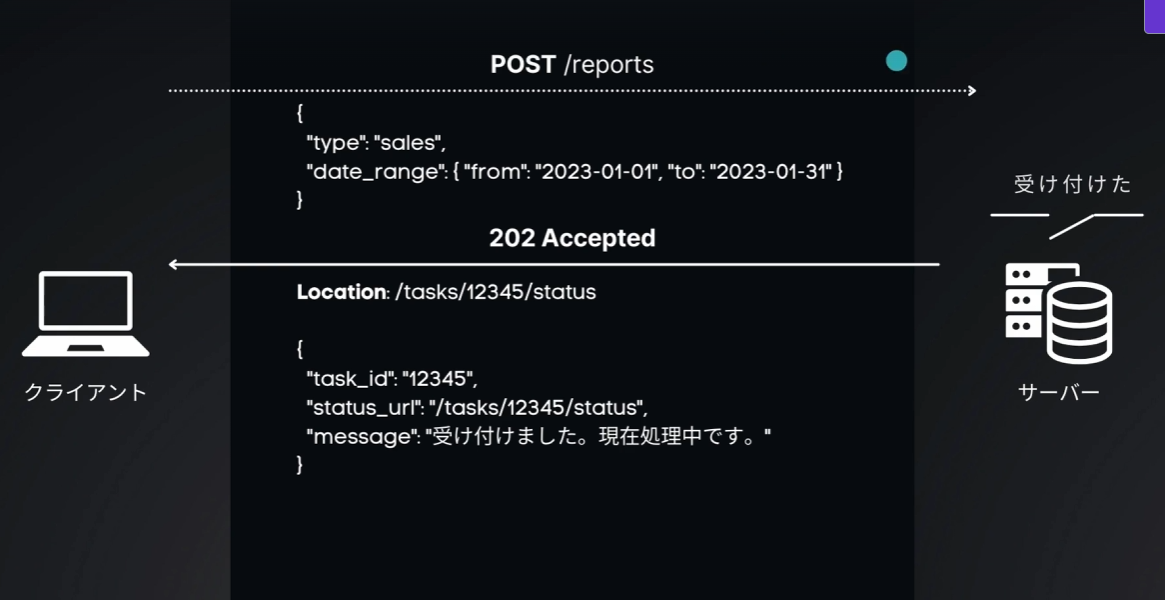 POST /reports
{
"type": "sales",
"date_range": { "from": "2023-01-01", "to": "2023-01-31" }
}
受け付けた
202 Accepted
Location: /tasks/12345/status
{
"task_id": "12345",
"status_url": "/tasks/12345/status",
"message": "受け付けました。現在処理中です。"
}
クライアント
サーバー